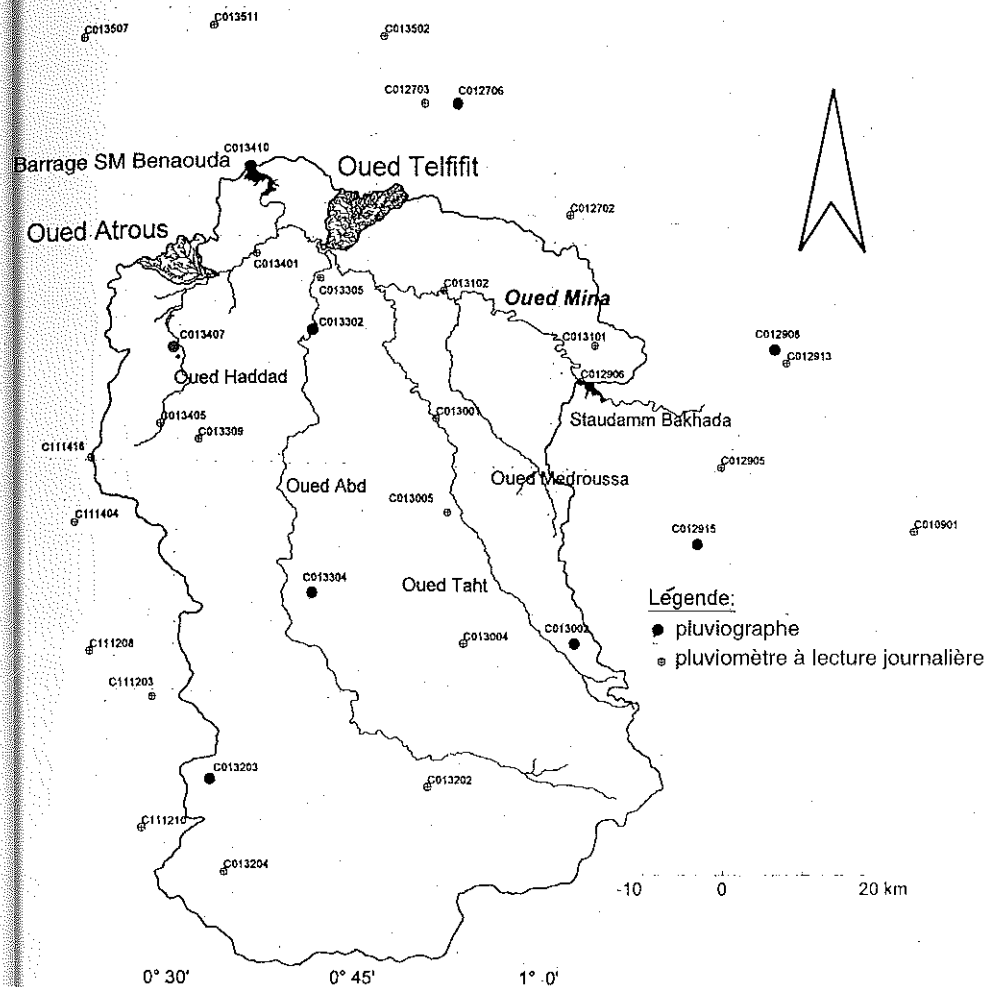 C013511
C013507
C013502
C012703
C012706
C013410
Barrage SM Benaouda
Oued Telfifit
C012702
Oued Atrous
C013401
C013305
C013102
Oued Mina
C013302
C013407
C013101
C012908
C012913
Oued Haddad
C012906
C013405
C013001
Staudamm Bakhada
C013309
C111416
C012905
Oued Abd
Oued Medroussa
C013005
C111404
C010901
C012915
C013304
Oued Taht
Légende:
C013002
pluviographe
C111208
C013004
pluviomètre à lecture journalière
C111203
C013203
C013202
C111210
C013204
-10 0 20 km
0° 30' 0° 45' 1° 0'